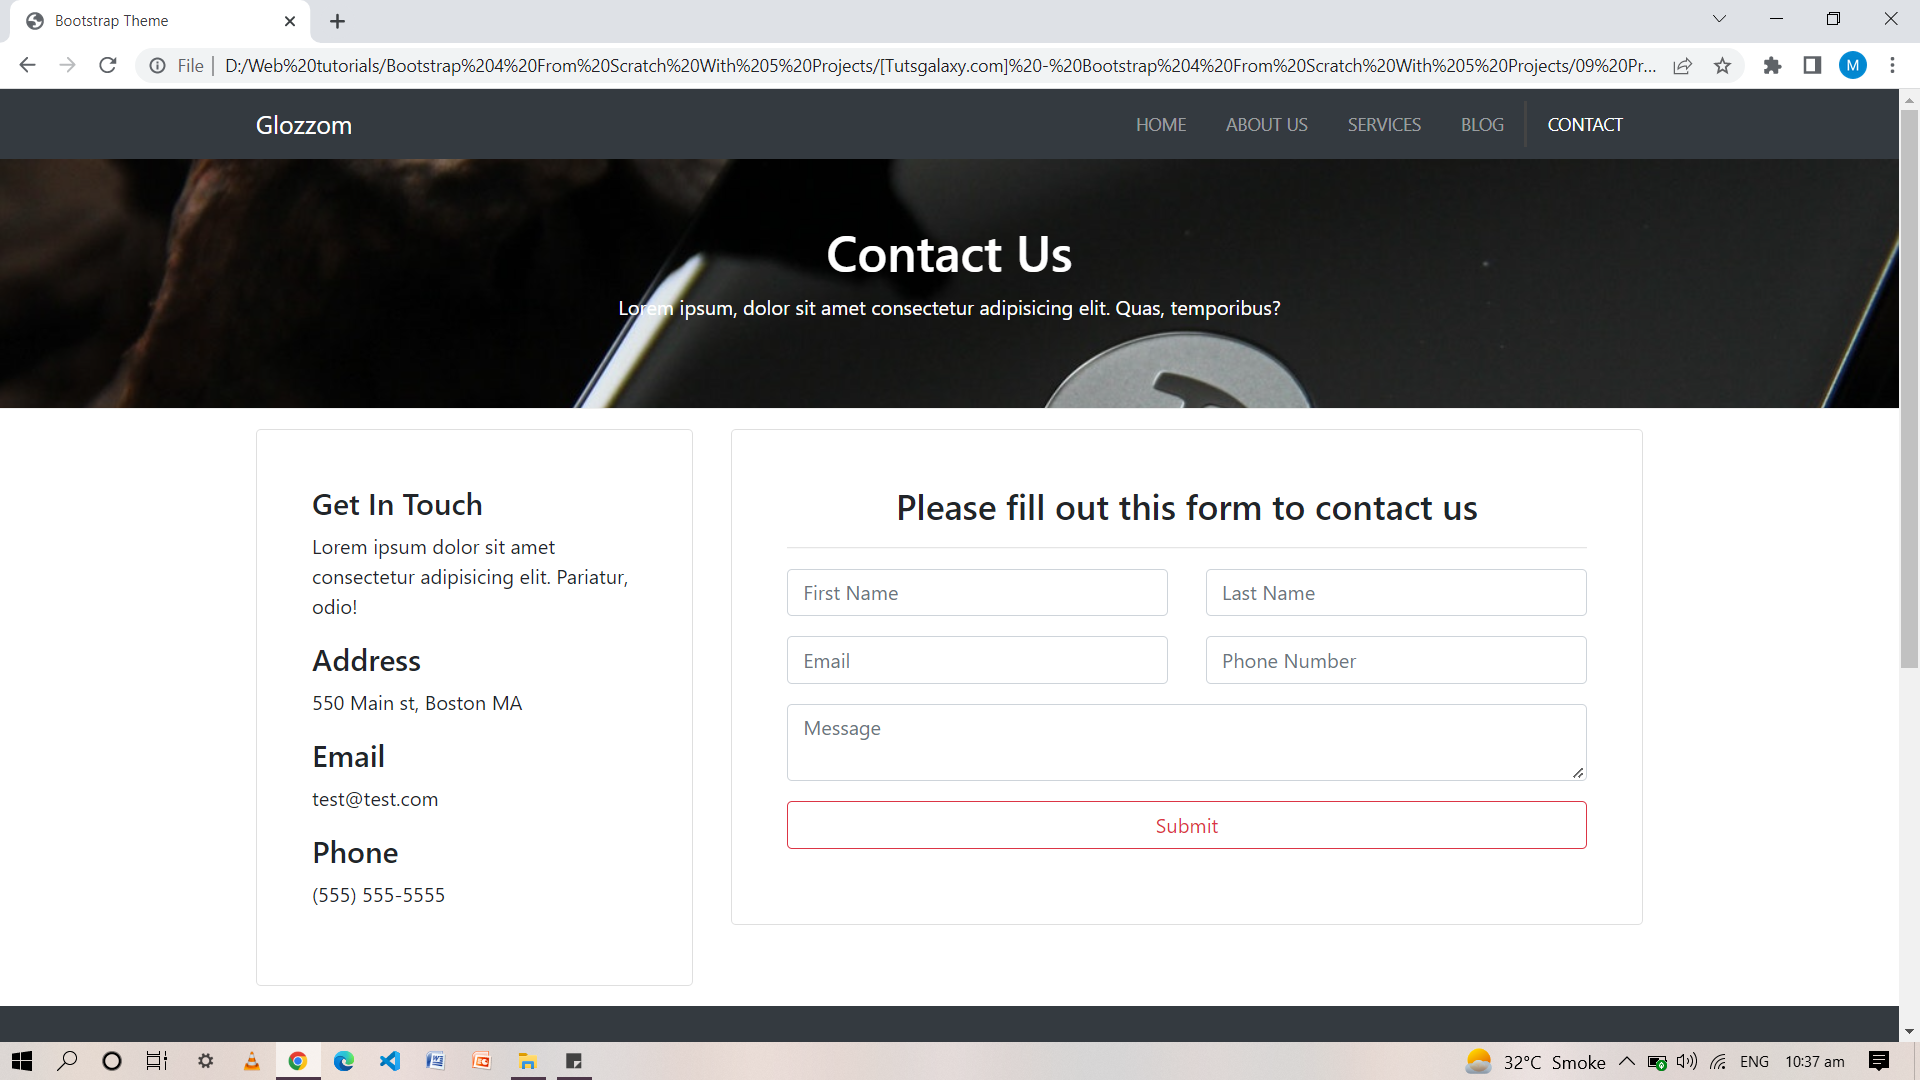 Bootstrap Theme
File | D:/Web%20tutorials/Bootstrap%204%20From%20Scratch%20With%205%20Projects/[Tutsgalaxy.com]%20-%20Bootstrap%204%20From%20Scratch%20With%205%20Projects/09%20Pr...
M
Glozzom
HOME ABOUT US SERVICES BLOG CONTACT
Contact Us
Lorem ipsum, dolor sit amet consectetur adipisicing elit. Quas, temporibus?
Get In Touch
Lorem ipsum dolor sit amet
consectetur adipisicing elit. Pariatur,
odio!
Address
550 Main st, Boston MA
Email
test@test.com
Phone
(555) 555-5555
Please fill out this form to contact us
First Name Last Name
Email Phone Number
Message
Submit
32°C Smoke ENG 10:37 am